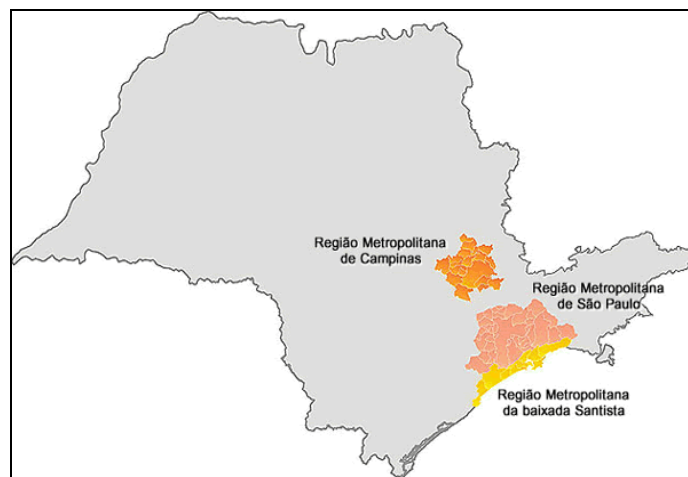 Região Metropolitana
de Campinas
Região Metropolitana
de São Paulo
Região Metropolitana
da baixada Santista